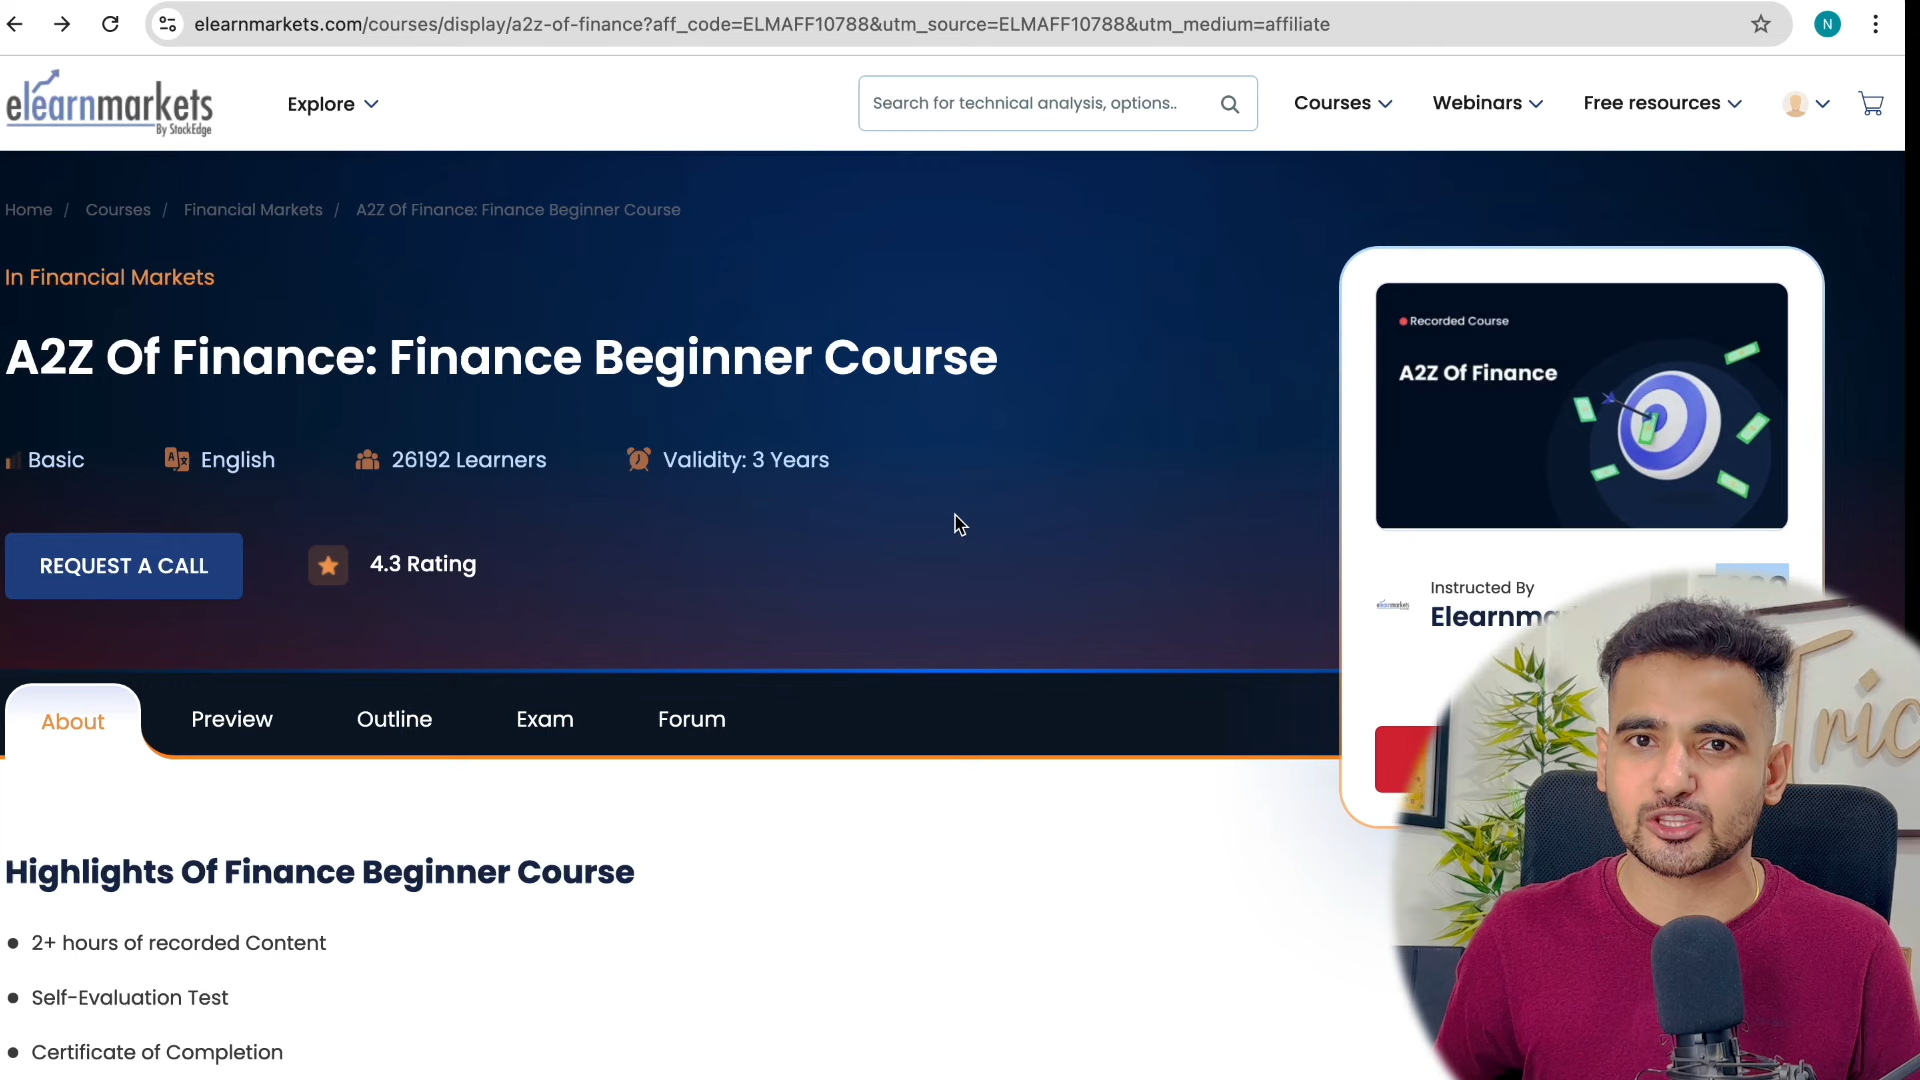 elearnmarkets.com/courses/display/a2z-of-finance?aff_code=ELMAFF10788&utm_source=ELMAFF10788&utm_medium=affiliate
N
elearnmarkets
By StockEdge
Explore
Search for technical analysis, options..
Courses
Webinars
Free resources
Home / Courses / Financial Markets / A2Z Of Finance: Finance Beginner Course
In Financial Markets
A2Z Of Finance: Finance Beginner Course
Basic
English
26192 Learners
Validity: 3 Years
REQUEST A CALL
4.3 Rating
Recorded Course
A2Z Of Finance
Instructed By
elearnmarkets
About
Preview
Outline
Exam
Forum
Highlights Of Finance Beginner Course
2+ hours of recorded Content
Self-Evaluation Test
Certificate of Completion